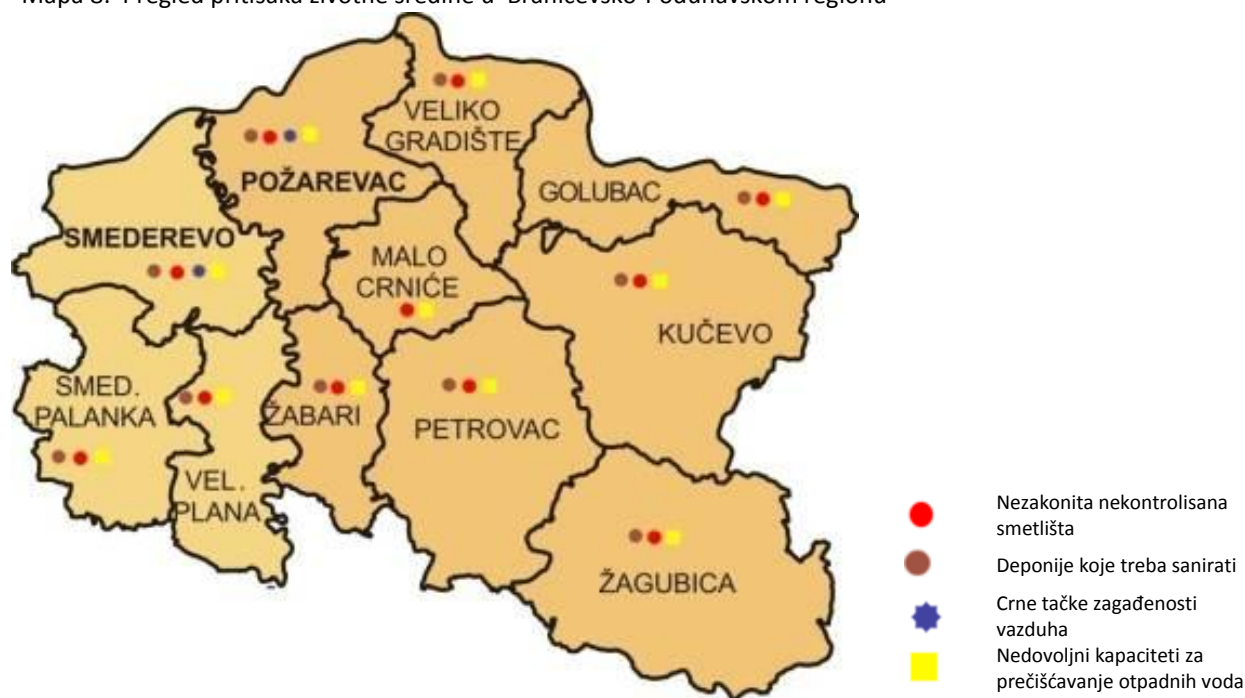 Mapa 8. Pregled pritisaka životne sredine u Braničevsko-Podunavskom regionu
VELIKO
GRADIŠTE
POŽAREVAC
GOLUBAC
SMEDEREVO
MALO
CRNIĆE
KUČEVO
SMED.
PALANKA
ŽABARI
PETROVAC
VEL.
PLANA
ŽAGUBICA
Nezakonita nekontrolisana
smetlišta
Deponije koje treba sanirati
Crne tačke zagađenosti
vazduha
Nedovoljni kapaciteti za
prečišćavanje otpadnih voda